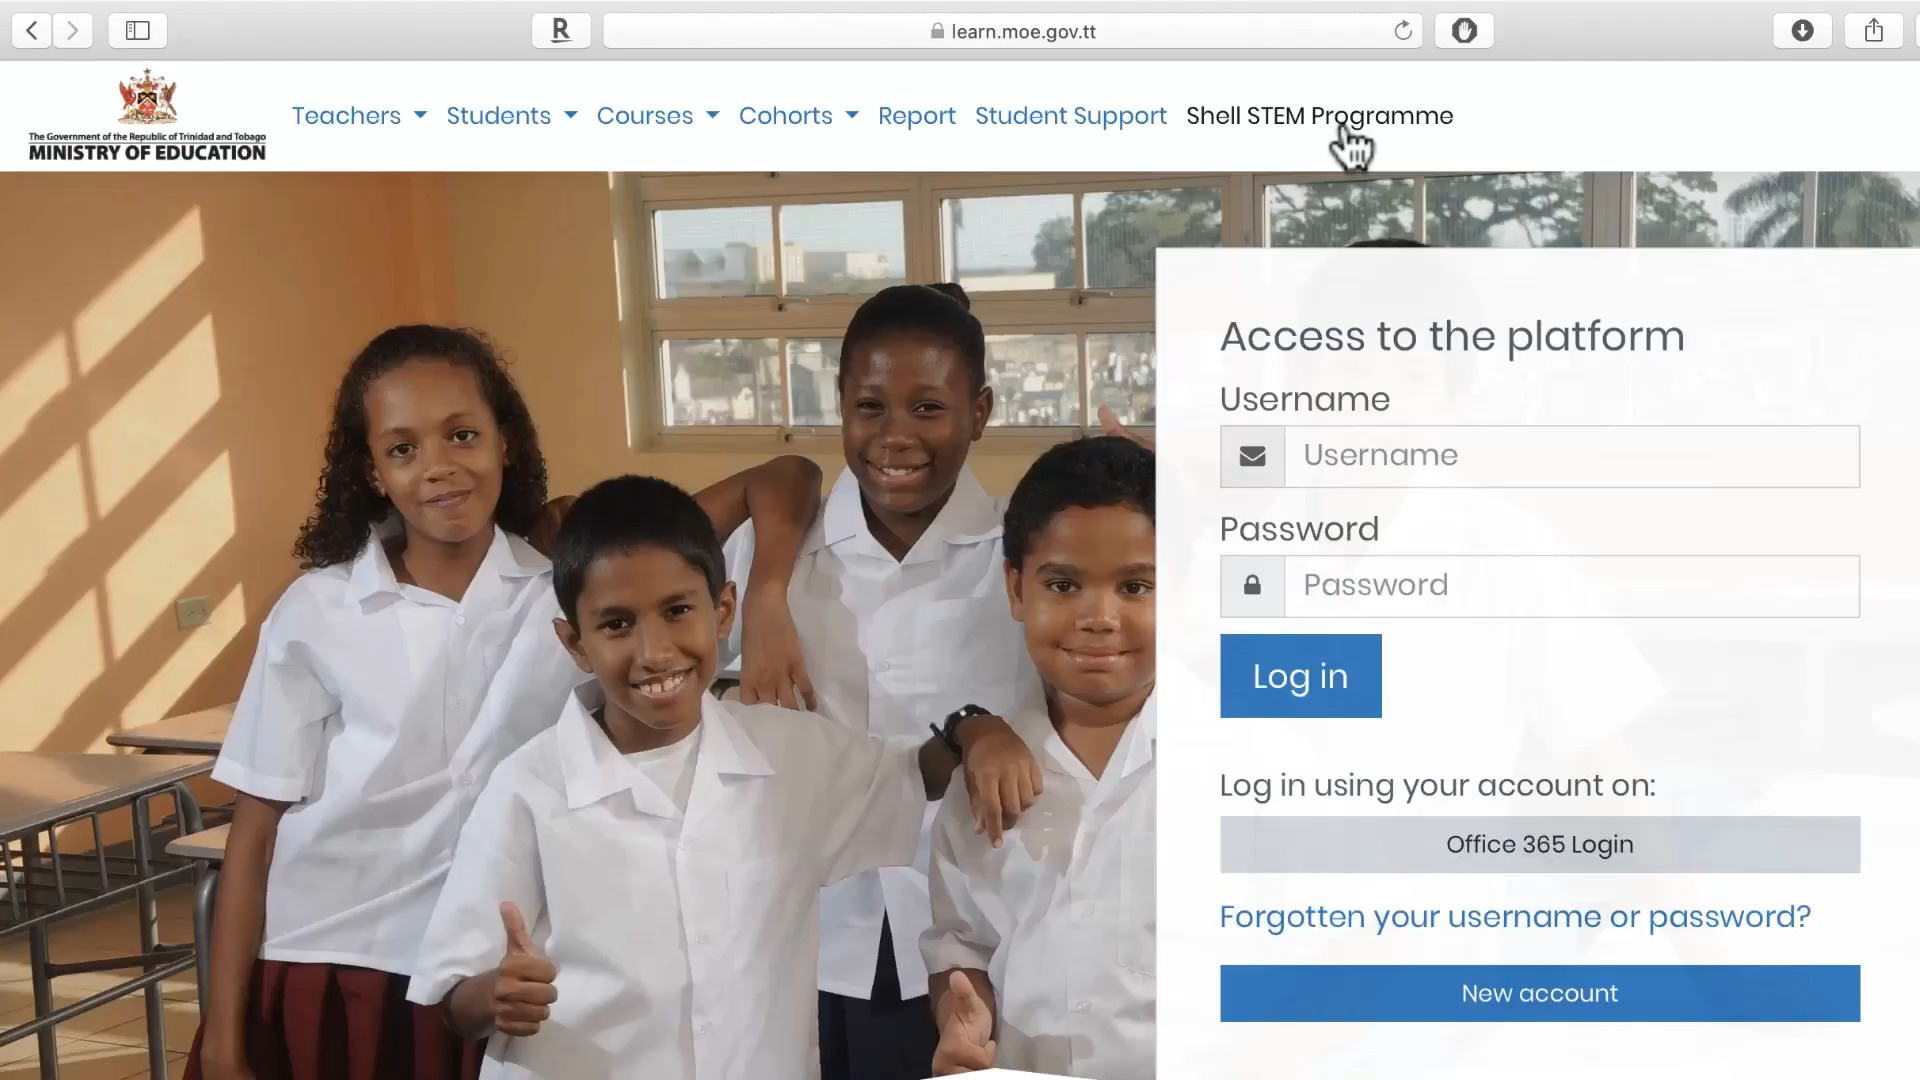 R
learn.moe.gov.tt
The Government of the Republic of Trinidad and Tobago
MINISTRY OF EDUCATION
Teachers Students Courses Cohorts Report Student Support Shell STEM Programme
Access to the platform
Username
Username
Password
Password
Log in
Log in using your account on:
Office 365 Login
Forgotten your username or password?
New account